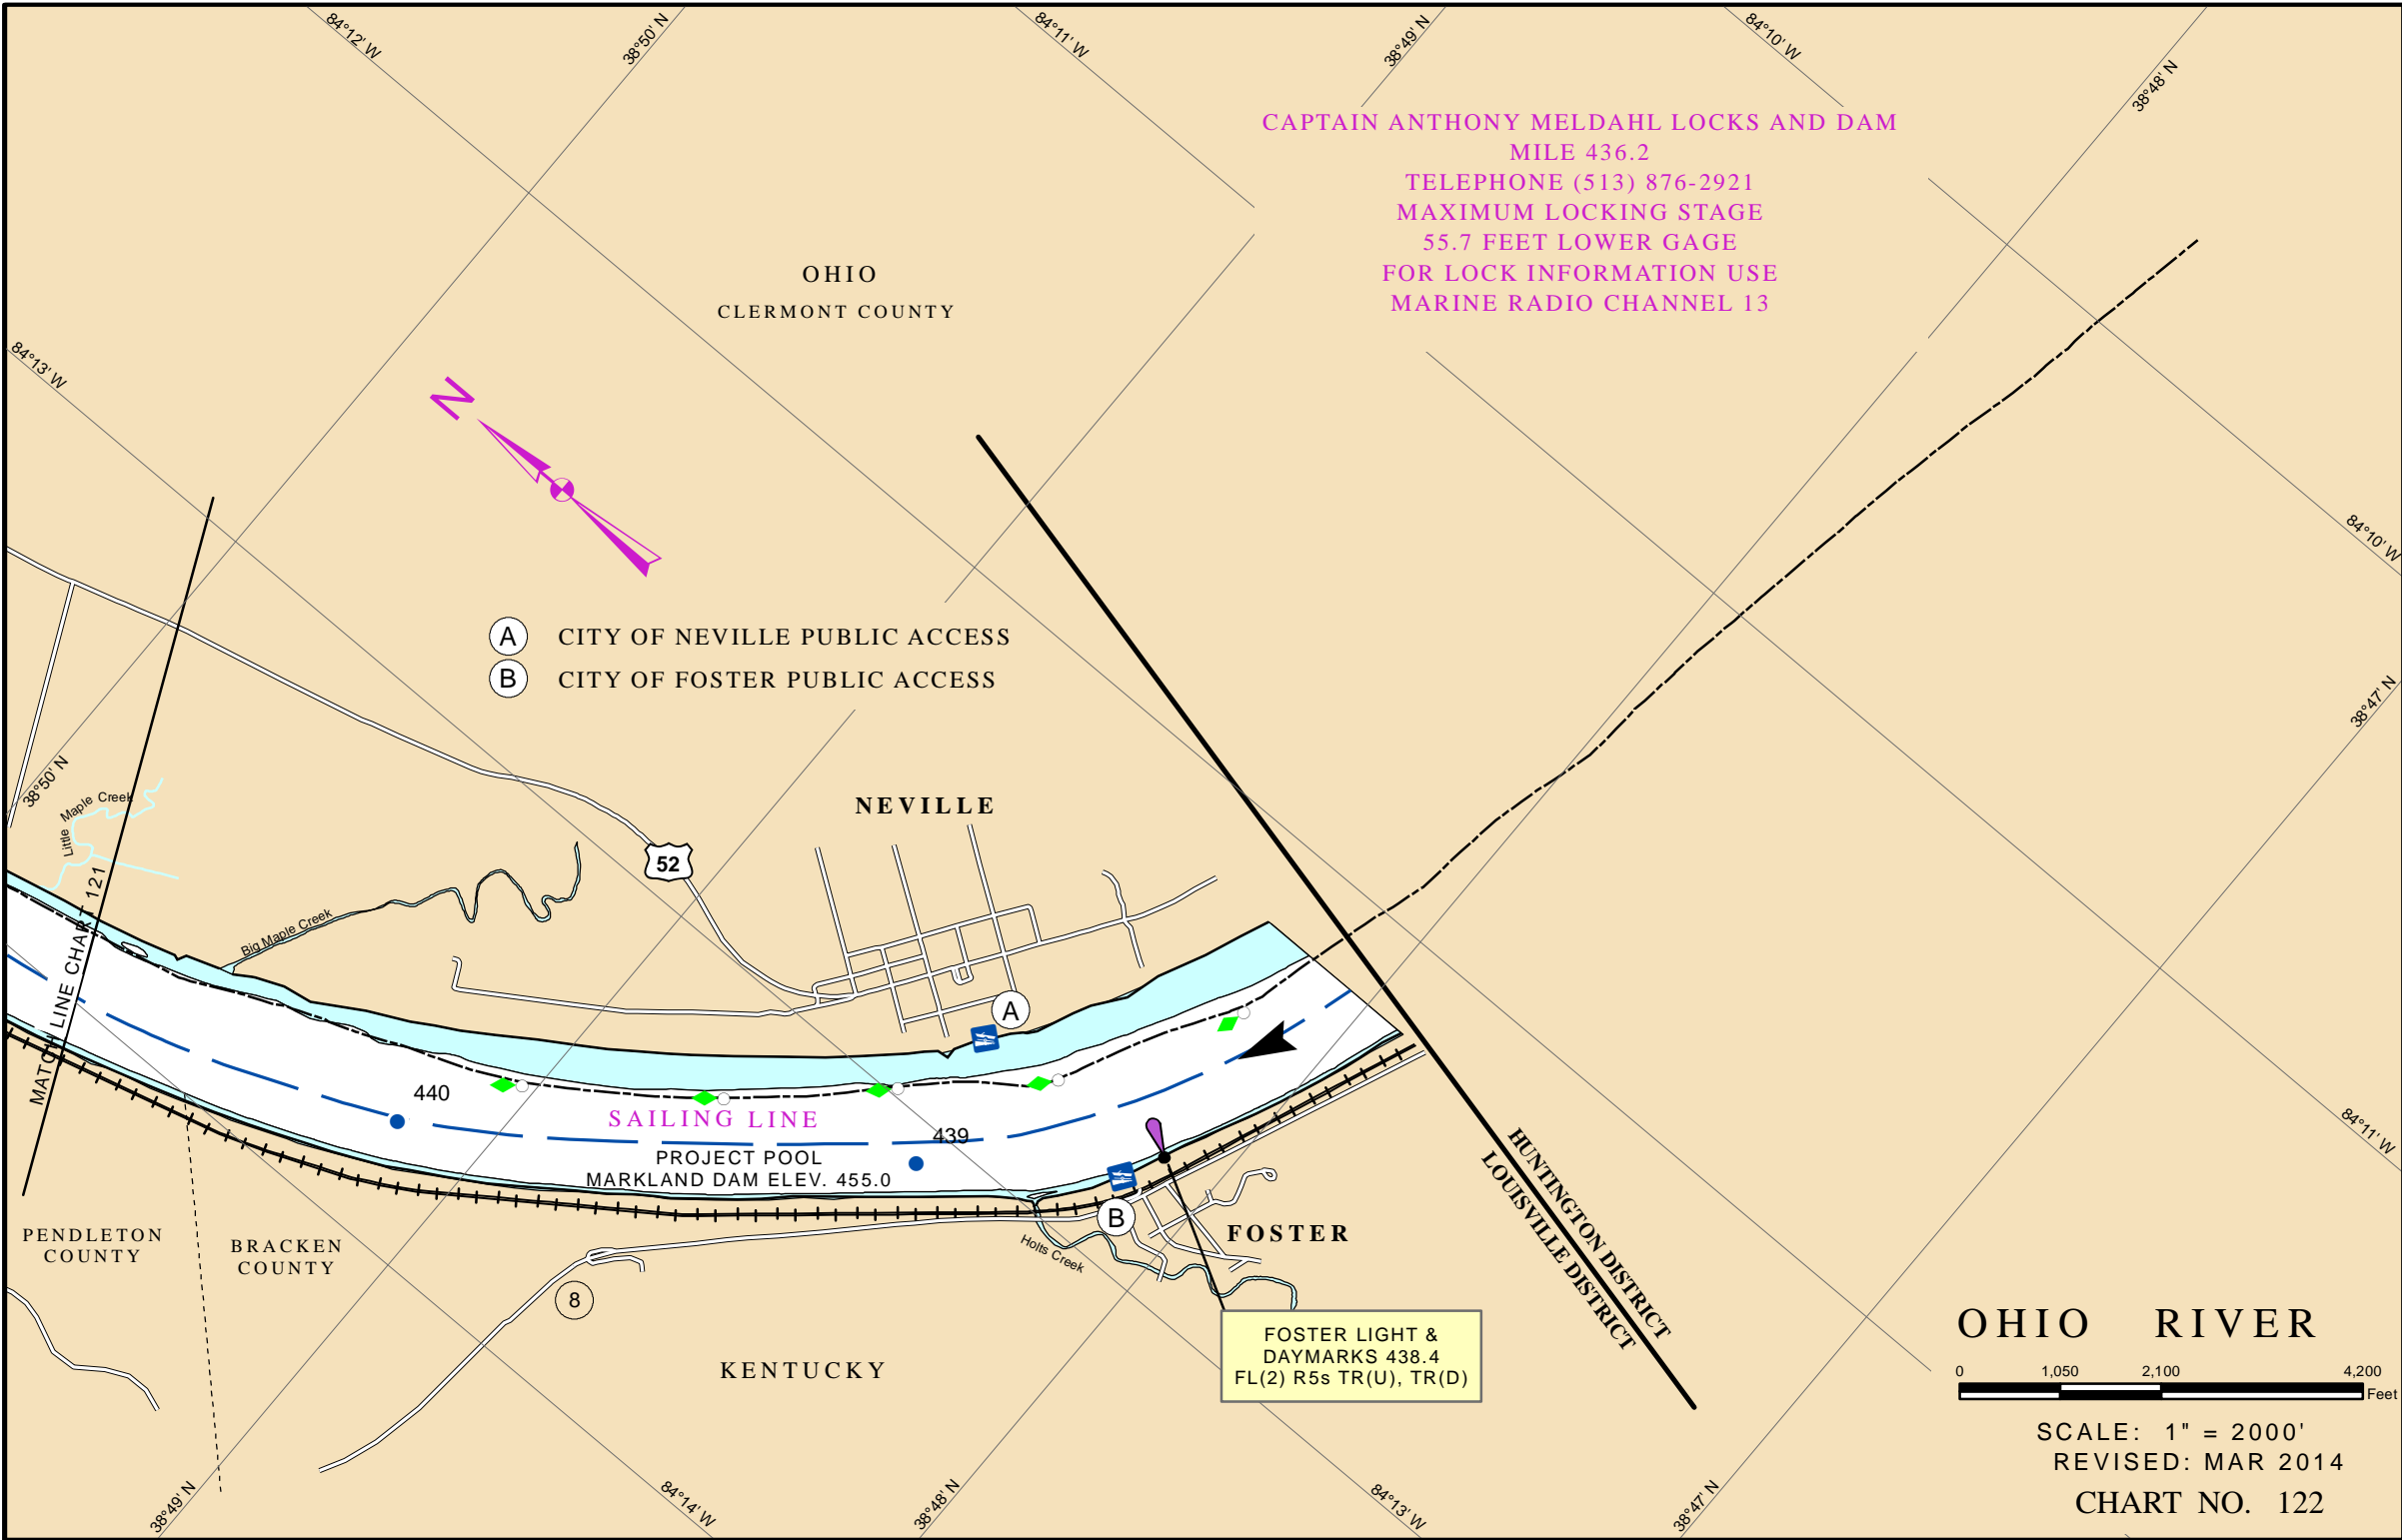 84°12' W
38°50' N
84°11' W
38°49' N
84°10' W
38°48' N
CAPTAIN ANTHONY MELDAHL LOCKS AND DAM
MILE 436.2
TELEPHONE (513) 876-2921
MAXIMUM LOCKING STAGE
55.7 FEET LOWER GAGE
FOR LOCK INFORMATION USE
MARINE RADIO CHANNEL 13
OHIO
CLERMONT COUNTY
84°13' W
N
84°10' W
A CITY OF NEVILLE PUBLIC ACCESS
B CITY OF FOSTER PUBLIC ACCESS
38°47' N
38°50' N
Little Maple Creek
NEVILLE
52
MATCH LINE CHART 121
Big Maple Creek
A
440
SAILING LINE
439
PROJECT POOL
MARKLAND DAM ELEV. 455.0
84°11' W
HUNTINGTON DISTRICT
LOUISVILLE DISTRICT
B
FOSTER
Holts Creek
PENDLETON
COUNTY
BRACKEN
COUNTY
8
KENTUCKY
FOSTER LIGHT &
DAYMARKS 438.4
FL(2) R5s TR(U), TR(D)
OHIO RIVER
0 1,050 2,100 4,200
Feet
SCALE: 1" = 2000'
REVISED: MAR 2014
CHART NO. 122
38°49' N
84°14' W
38°48' N
84°13' W
38°47' N